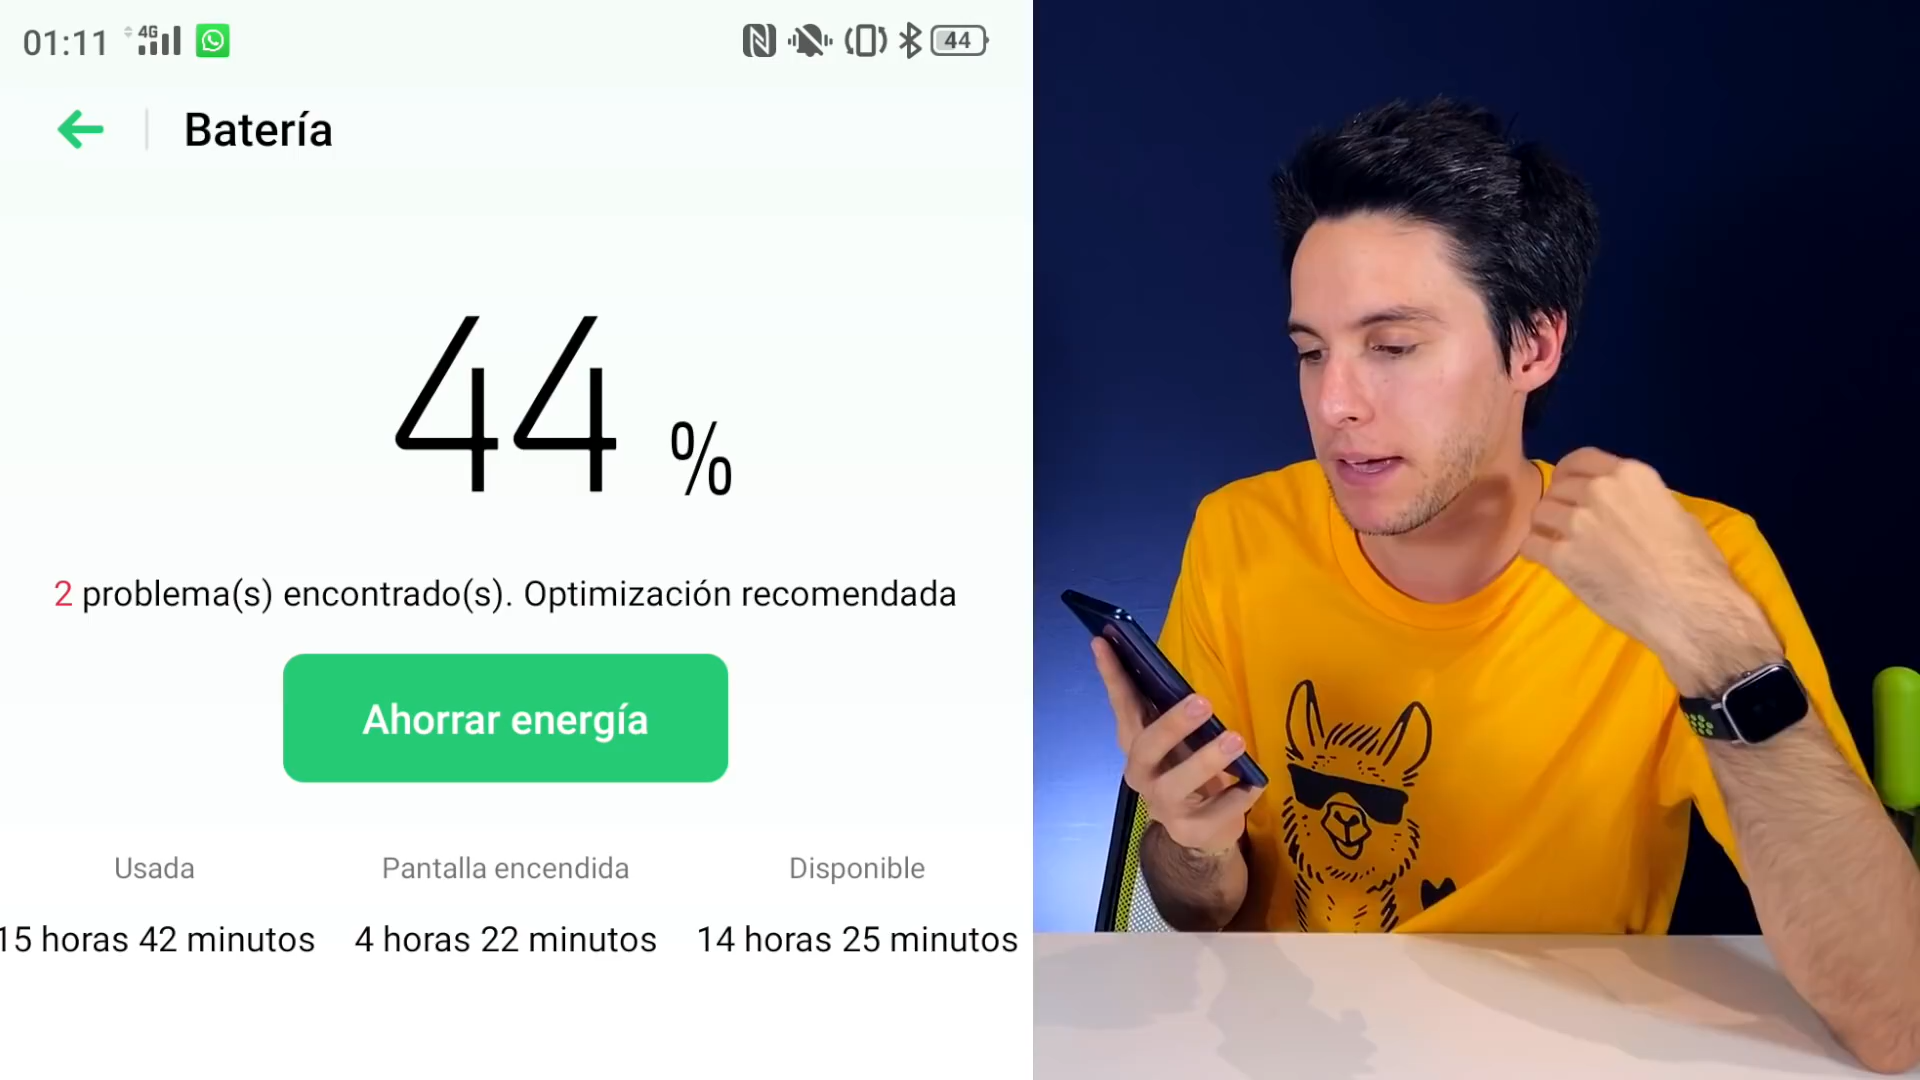 01:11 4G 44
Batería
44 %
2 problema(s) encontrado(s). Optimización recomendada
Ahorrar energía
Usada Pantalla encendida Disponible
15 horas 42 minutos 4 horas 22 minutos 14 horas 25 minutos